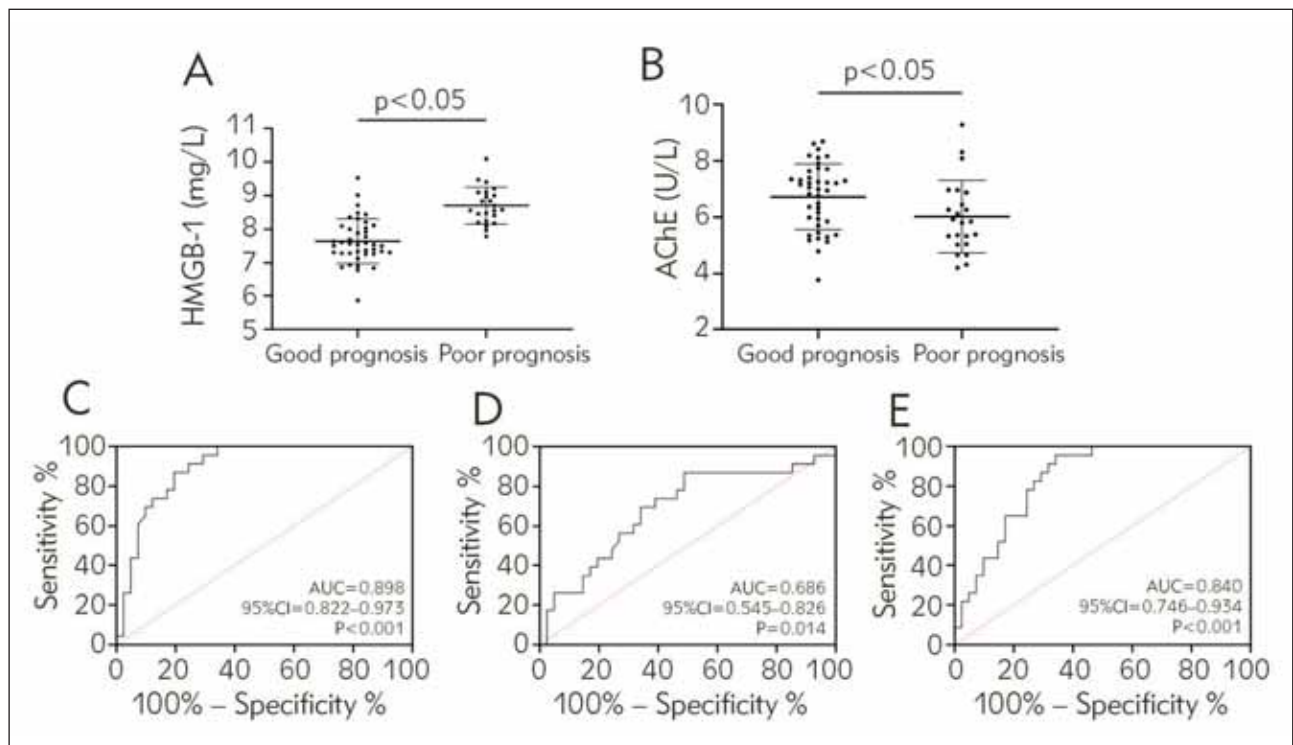 A
p<0.05
HMGB-1 (mg/L)
11
10
9
8
7
6
5
Good prognosis Poor prognosis
B
p<0.05
AChE (U/L)
10
8
6
4
2
Good prognosis Poor prognosis
C
Sensitivity %
100
80
60
40
20
0
AUC=0.898
95%CI=0.822–0.973
P<0.001
0 20 40 60 80 100
100% – Specificity %
D
Sensitivity %
100
80
60
40
20
0
AUC=0.686
95%CI=0.545–0.826
P=0.014
0 20 40 60 80 100
100% – Specificity %
E
Sensitivity %
100
80
60
40
20
0
AUC=0.840
95%CI=0.746–0.934
P<0.001
0 20 40 60 80 100
100% – Specificity %